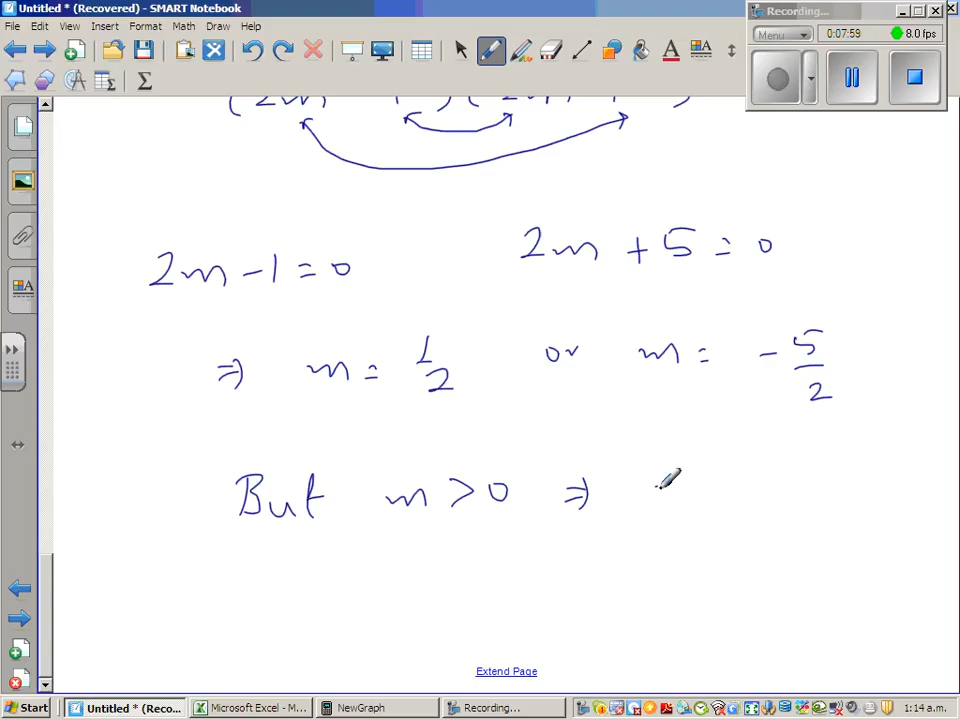 Untitled * (Recovered) - SMART Notebook
File Edit View Insert Format Math Draw Help
Recording...
Menu 0:07:59 8.0 fps
2m - 1 = 0
2m + 5 = 0
⇒ m = 1/2 or m = - 5/2
But m > 0 ⇒
Extend Page
Start Untitled * (Reco... Microsoft Excel - M... NewGraph Recording... 1:14 a.m.